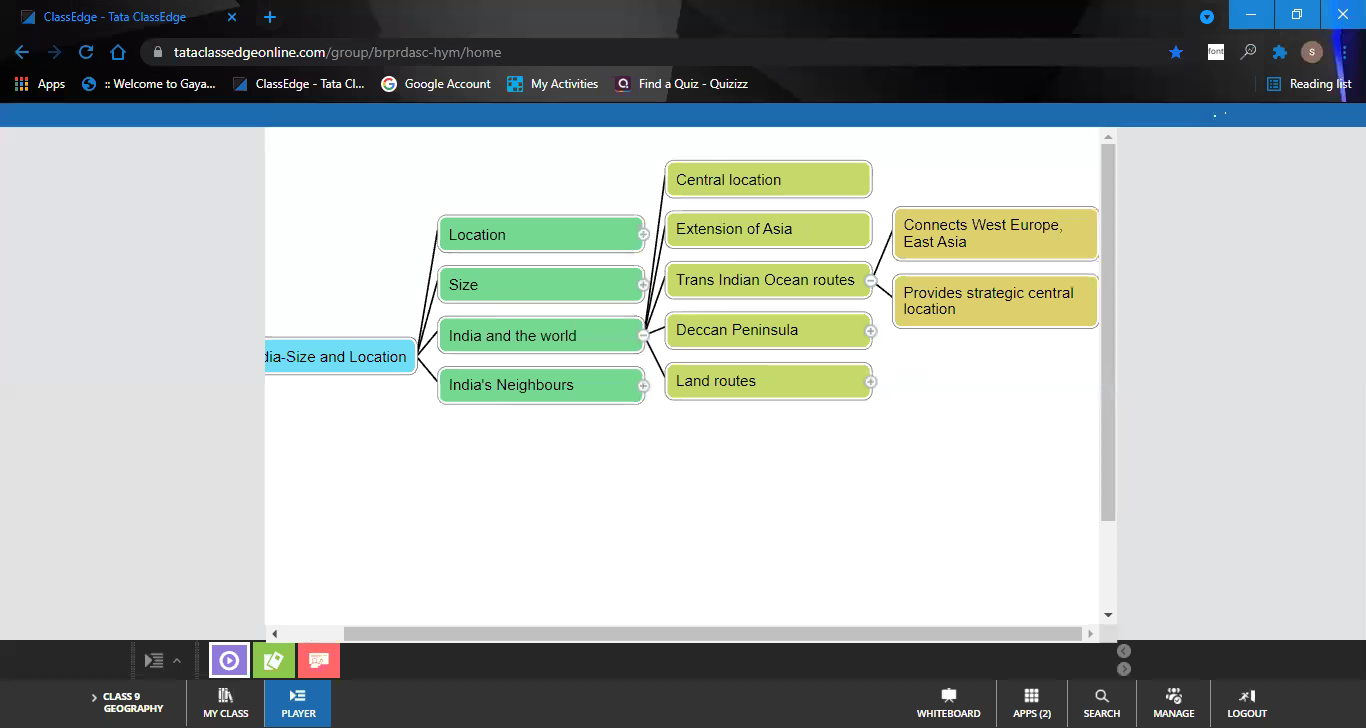 ClassEdge - Tata ClassEdge
tataclassedgeonline.com/group/brprdasc-hym/home
font
S
Apps
:: Welcome to Gaya...
ClassEdge - Tata Cl...
Google Account
My Activities
Find a Quiz - Quizizz
Reading list
Central location
Extension of Asia
Connects West Europe,
East Asia
Location
Trans Indian Ocean routes
Size
Provides strategic central
location
India and the world
Deccan Peninsula
dia-Size and Location
India's Neighbours
Land routes
CLASS 9
GEOGRAPHY
MY CLASS
PLAYER
WHITEBOARD
APPS (2)
SEARCH
MANAGE
LOGOUT